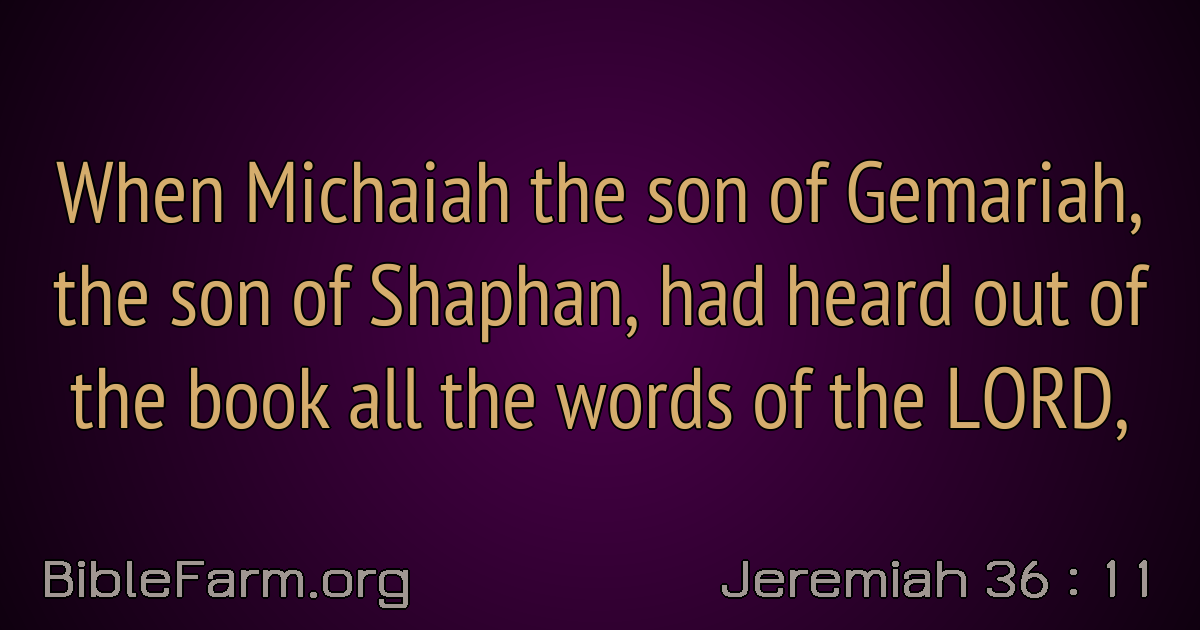 When Michaiah the son of Gemariah,
the son of Shaphan, had heard out of
the book all the words of the LORD,
BibleFarm.org
Jeremiah 36 : 11